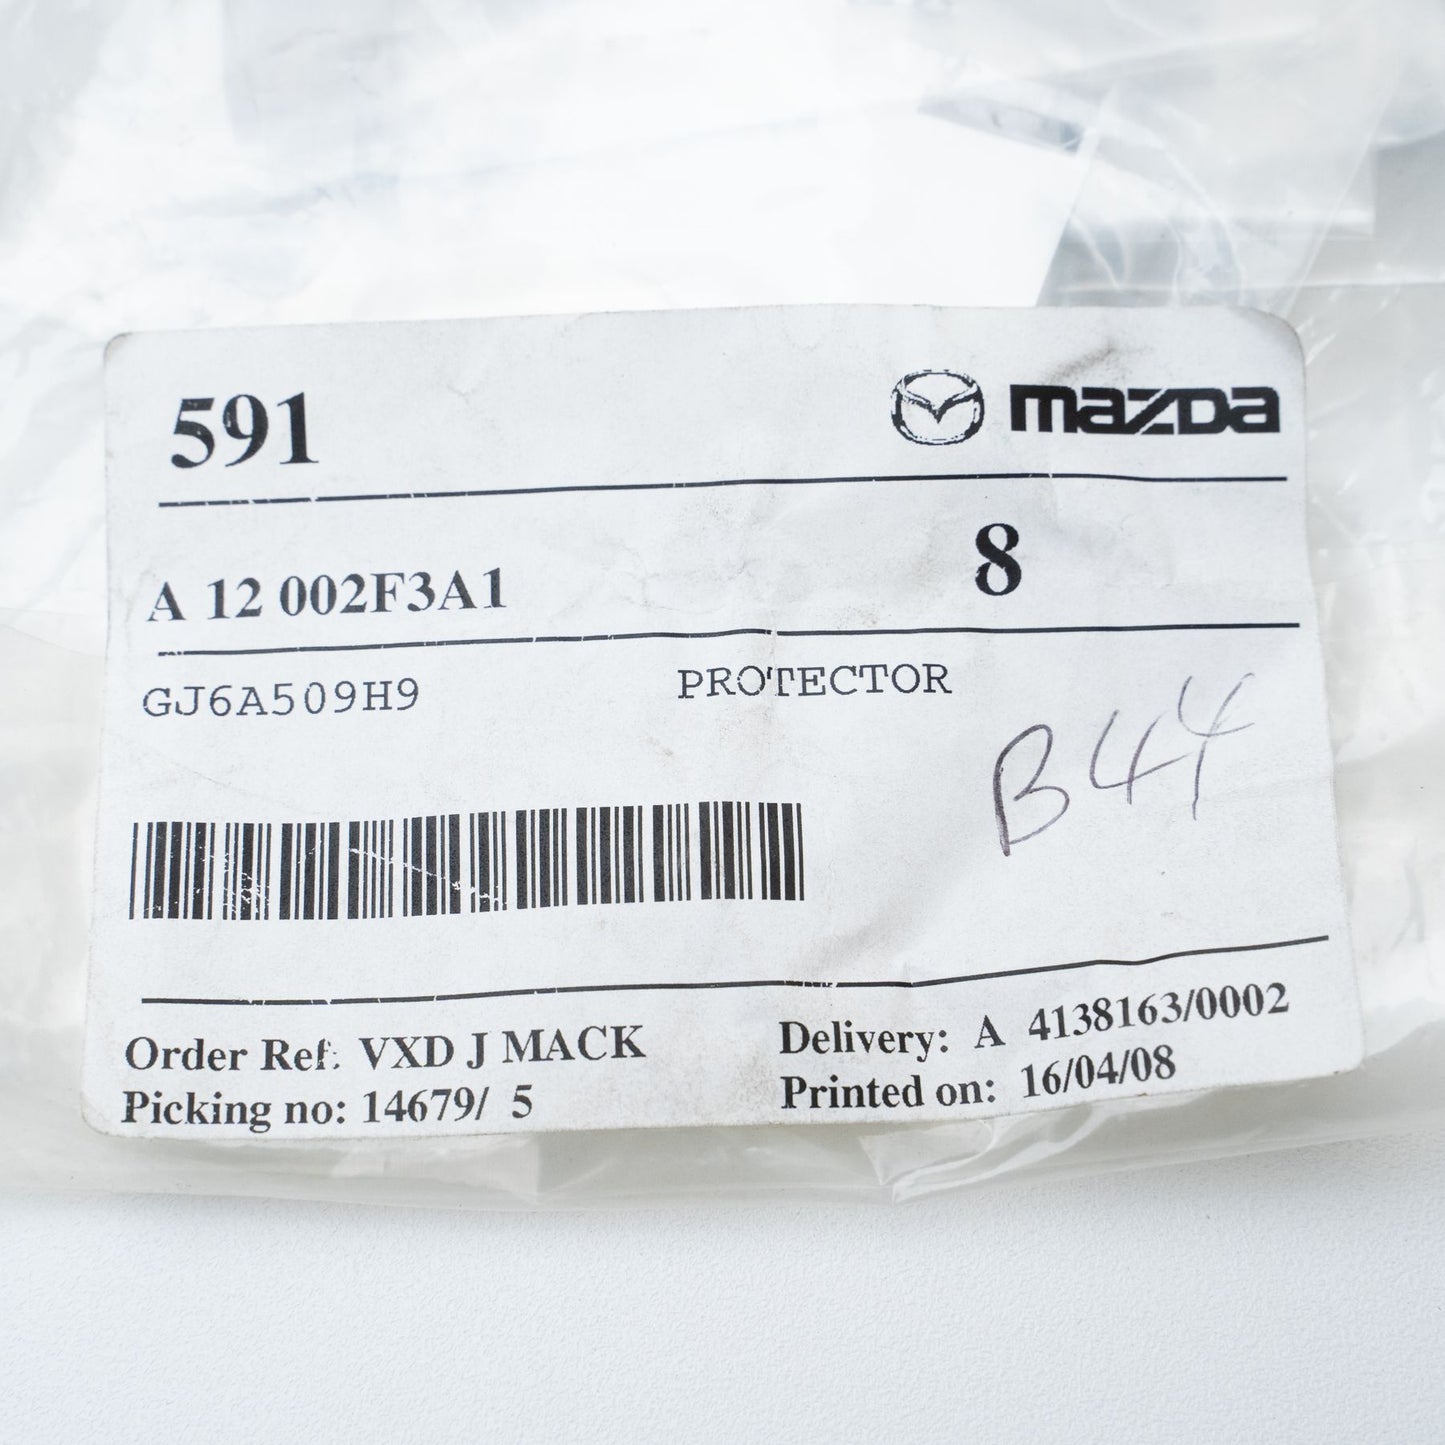 591
mazda
A 12 002F3A1
8
GJ6A509H9
PROTECTOR
B44
Order Ref: VXD J MACK
Delivery: A 4138163/0002
Picking no: 14679/ 5
Printed on: 16/04/08